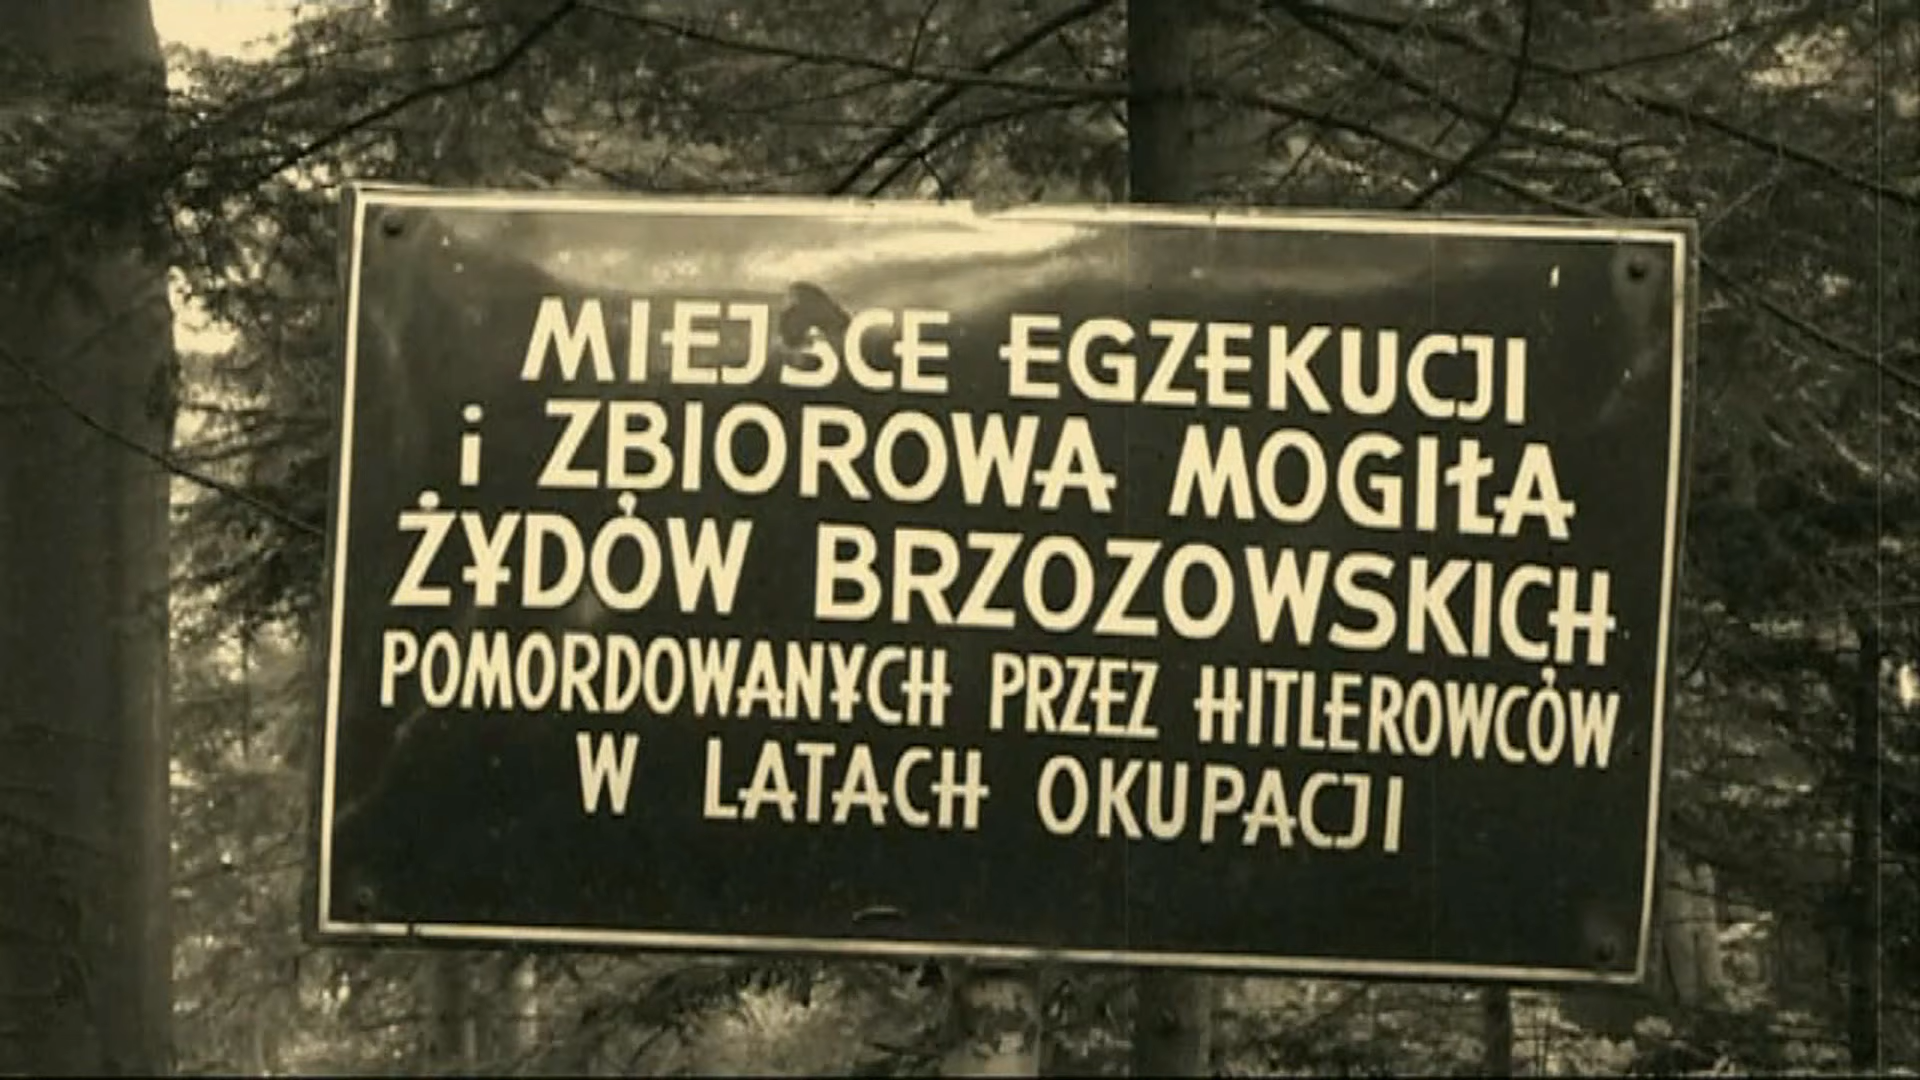 MIEJSCE EGZEKUCJI
i ZBIOROWA MOGIŁA
ŻYDÓW BRZOZOWSKICH
POMORDOWANYCH PRZEZ HITLEROWCÓW
W LATACH OKUPACJI